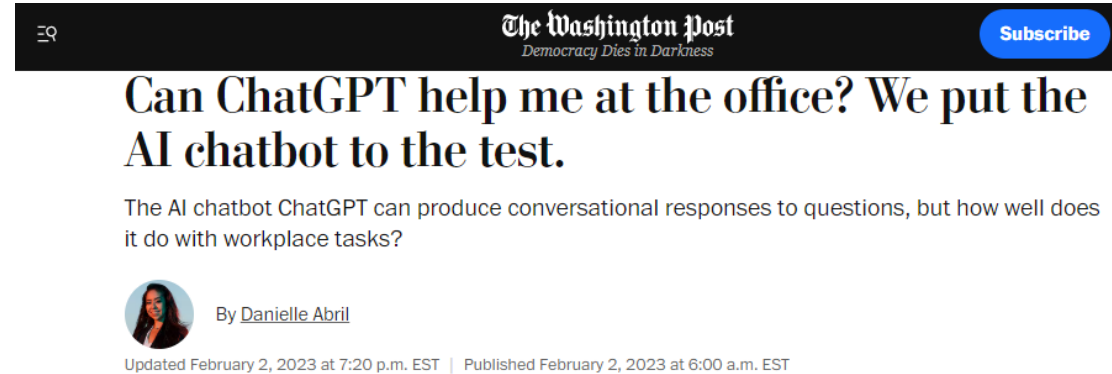 The Washington Post
Democracy Dies in Darkness
Subscribe
Can ChatGPT help me at the office? We put the
AI chatbot to the test.
The AI chatbot ChatGPT can produce conversational responses to questions, but how well does
it do with workplace tasks?
By Danielle Abril
Updated February 2, 2023 at 7:20 p.m. EST | Published February 2, 2023 at 6:00 a.m. EST